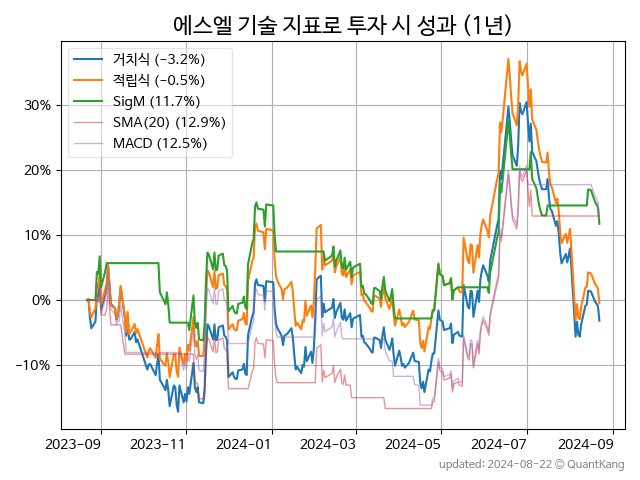 에스엘 기술 지표로 투자 시 성과 (1년)
거치식 (−3.2%)
적립식 (−0.5%)
SigM (11.7%)
SMA(20) (12.9%)
MACD (12.5%)
30%
20%
10%
0%
−10%
2023-09 2023-11 2024-01 2024-03 2024-05 2024-07 2024-09
updated: 2024-08-22 © QuantKang